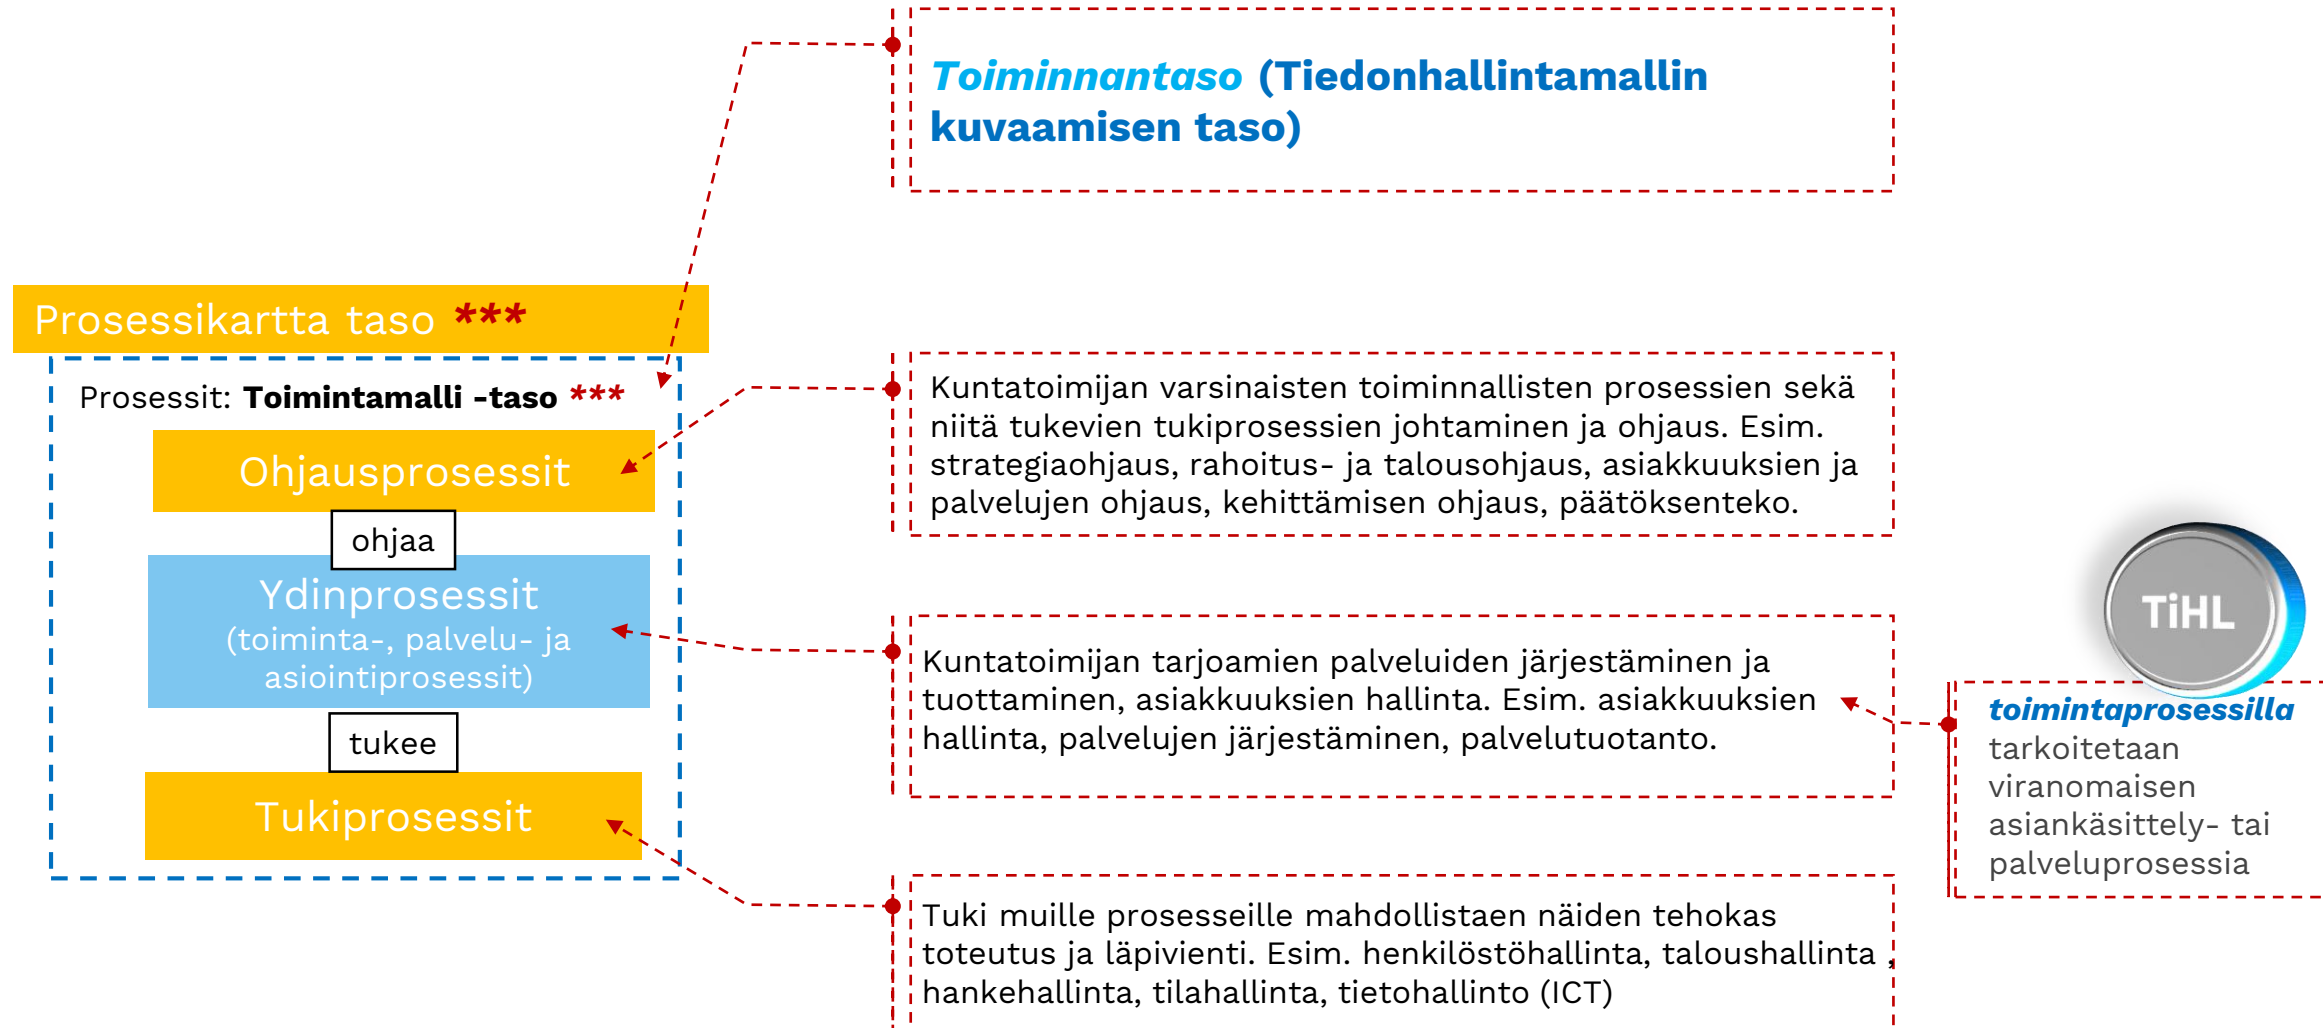 Toiminnantaso (Tiedonhallintamallin
kuvaamisen taso)
Prosessikartta taso ***
Prosessit: Toimintamalli -taso ***
Ohjausprosessit
ohjaa
Ydinprosessit
(toiminta-, palvelu- ja
asiointiprosessit)
tukee
Tukiprosessit
Kuntatoimijan varsinaisten toiminnallisten prosessien sekä
niitä tukevien tukiprosessien johtaminen ja ohjaus. Esim.
strategiaohjaus, rahoitus- ja talousohjaus, asiakkuuksien ja
palvelujen ohjaus, kehittämisen ohjaus, päätöksenteko.
Kuntatoimijan tarjoamien palveluiden järjestäminen ja
tuottaminen, asiakkuuksien hallinta. Esim. asiakkuuksien
hallinta, palvelujen järjestäminen, palvelutuotanto.
Tuki muille prosesseille mahdollistaen näiden tehokas
toteutus ja läpivienti. Esim. henkilöstöhallinta, taloushallinta ,
hankehallinta, tilahallinta, tietohallinto (ICT)
TiHL
toimintaprosessilla
tarkoitetaan
viranomaisen
asiankäsittely- tai
palveluprosessia